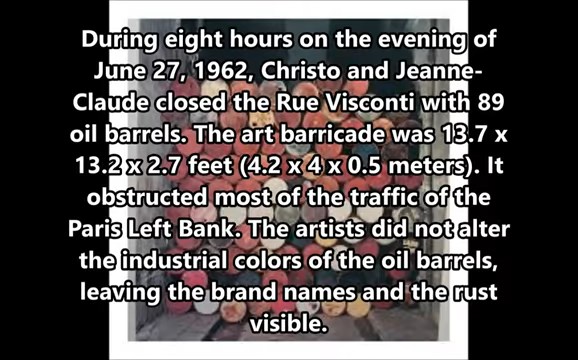 During eight hours on the evening of
June 27, 1962, Christo and Jeanne-
Claude closed the Rue Visconti with 89
oil barrels. The art barricade was 13.7 x
13.2 x 2.7 feet (4.2 x 4 x 0.5 meters). It
obstructed most of the traffic of the
Paris Left Bank. The artists did not alter
the industrial colors of the oil barrels,
leaving the brand names and the rust
visible.